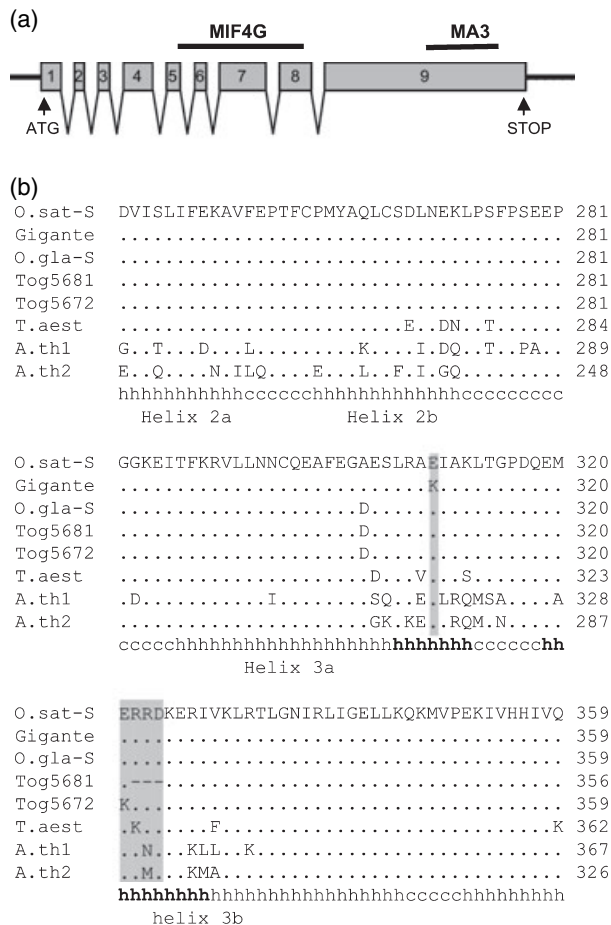 (a)
MIF4G MA3
1 2 3 4 5 6 7 8 9
ATG STOP
(b)
O.sat-S DVISLIFEKAVFEPTFCPMYAQLCSDLNEKLPSFPSEEP 281
Gigante ....................................... 281
O.gla-S ....................................... 281
Tog5681 ....................................... 281
Tog5672 ....................................... 281
T.aest .........................E..DN..T...... 284
A.th1 G..T...D...L.........K....I.DQ..T..PA.. 289
A.th2 E..Q....N.ILQ....E...L..F.I.GQ......... 248
hhhhhhhhhhhcccccchhhhhhhhhhhhhccccccccc
Helix 2a Helix 2b
O.sat-S GGKEITFKRVLLNNCQEAFEGAESLRAEIAKLTGPDQEM 320
Gigante ...........................K........... 320
O.gla-S .....................D................. 320
Tog5681 .....................D................. 320
Tog5672 ....................................... 320
T.aest ......................D...V...S........ 323
A.th1 .D...........I........SQ..E.LRQMSA....A 328
A.th2 ......................GK.KE..RQM.N..... 287
ccccchhhhhhhhhhhhhhhhhhhhhhhhhhcccccchh
Helix 3a
O.sat-S ERRDKERIVKLRTLGNIRLIGELLKQKMVPEKIVHHIVQ 359
Gigante ....................................... 359
O.gla-S ....................................... 359
Tog5681 .---................................... 356
Tog5672 K...................................... 359
T.aest .K......F.............................K 362
A.th1 ..N...KLL..K........................... 367
A.th2 ..M...KMA.............................. 326
hhhhhhhhhhhhhhhhhhhhhhhhhccccchhhhhhhhh
helix 3b